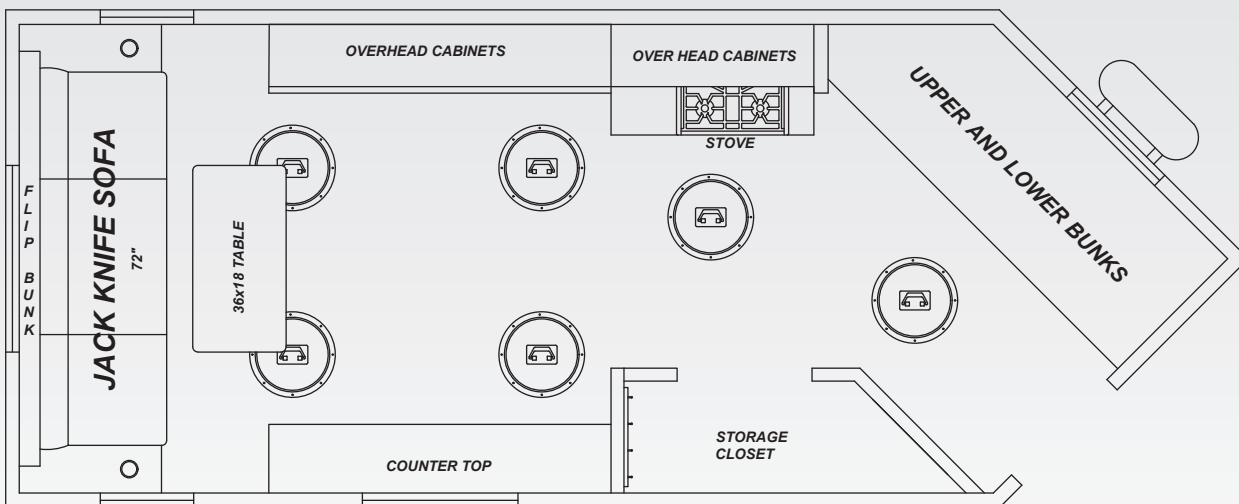 OVERHEAD CABINETS
OVER HEAD CABINETS
UPPER AND LOWER BUNKS
STOVE
FLIP BUNK
JACK KNIFE SOFA
72"
36x18 TABLE
STORAGE
CLOSET
COUNTER TOP